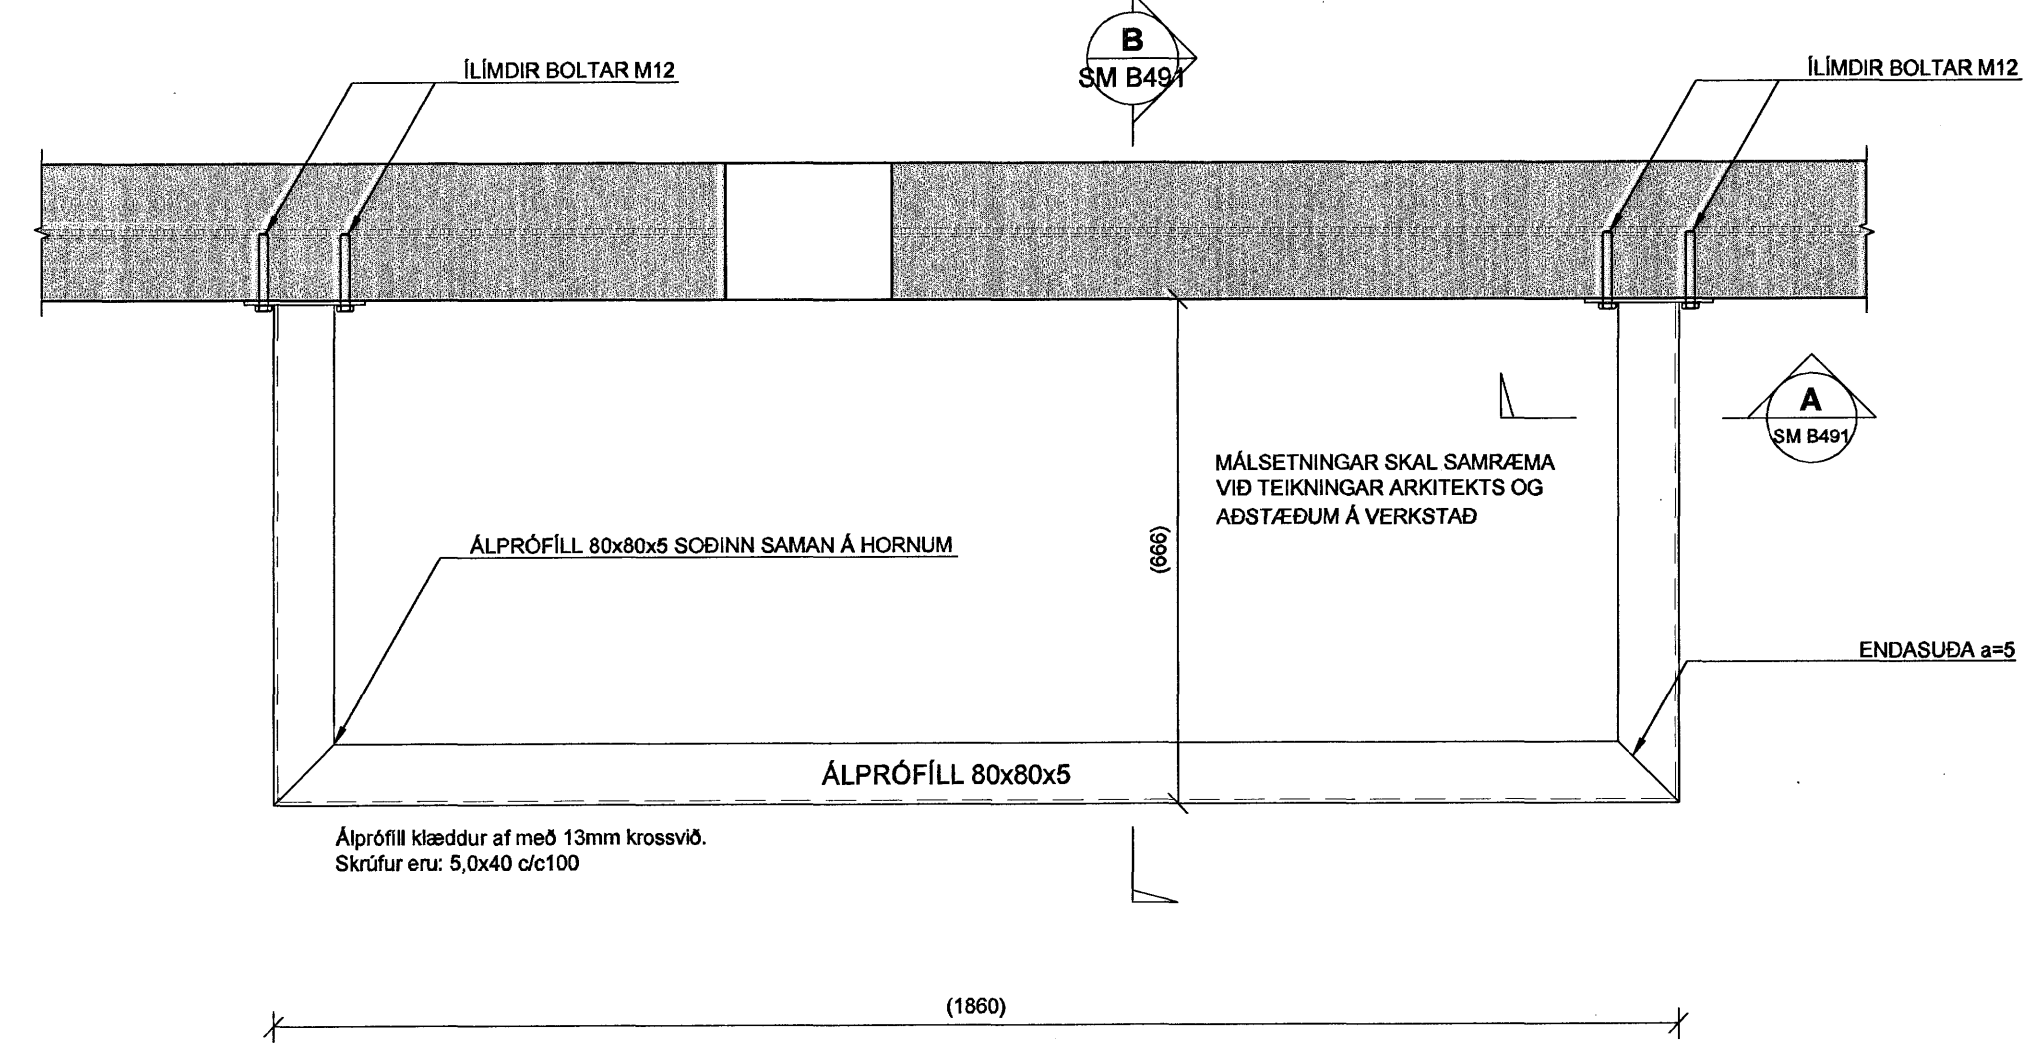 B
SM B491
ÍLÍMDIR BOLTAR M12
ÍLÍMDIR BOLTAR M12
A
SM B491
MÁLSETNINGAR SKAL SAMRÆMA
VIÐ TEIKNINGAR ARKITEKTS OG
AÐSTÆÐUM Á VERKSTAÐ
(666)
ÁLPRÓFÍLL 80x80x5 SOÐINN SAMAN Á HORNUM
ENDASUÐA a=5
ÁLPRÓFÍLL 80x80x5
Álprófíll klæddur af með 13mm krossvið.
Skrúfur eru: 5,0x40 c/c100
(1860)